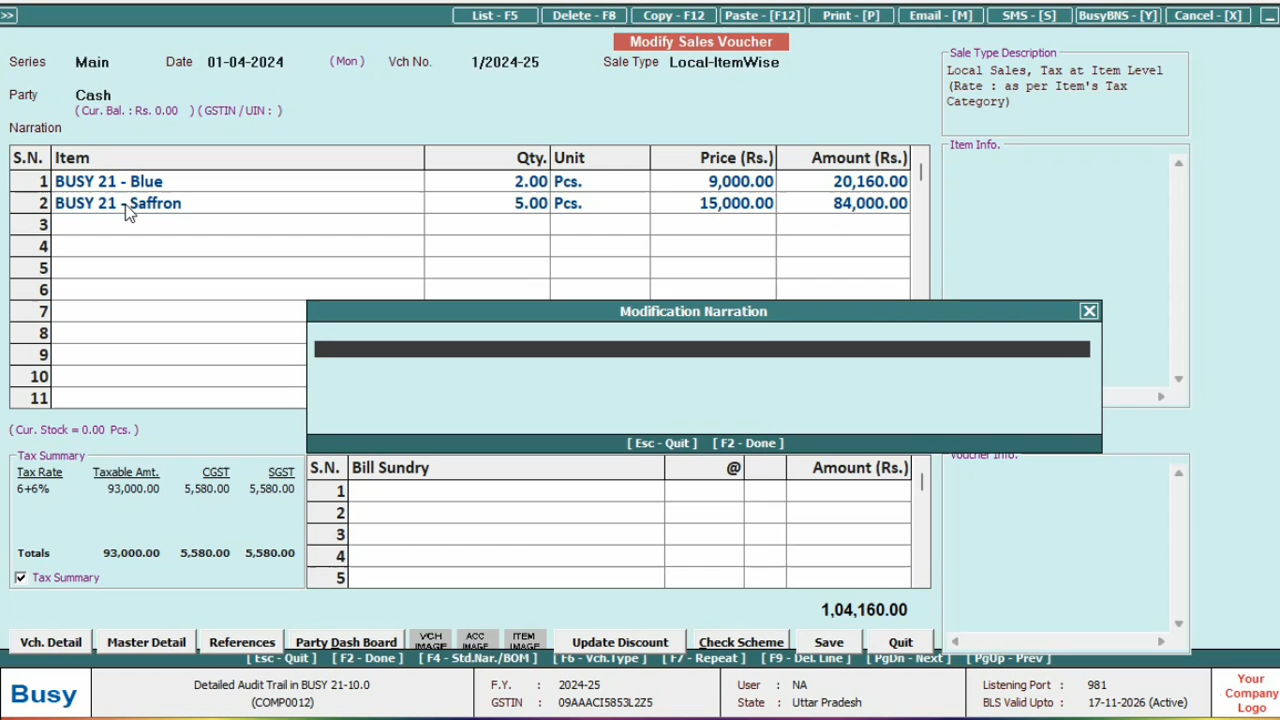 >> List - F5 Delete - F8 Copy - F12 Paste - [F12] Print - [P] Email - [M] SMS - [S] BusyBNS - [Y] Cancel - [X]
Modify Sales Voucher
Series Main Date 01-04-2024 (Mon) Vch No. 1/2024-25 Sale Type Local-ItemWise
Party Cash
(Cur. Bal. : Rs. 0.00 ) (GSTIN / UIN : )
Narration
Sale Type Description
Local Sales, Tax at Item Level
(Rate : as per Item's Tax
Category)
S.N. Item Qty. Unit Price (Rs.) Amount (Rs.)
1 BUSY 21 - Blue 2.00 Pcs. 9,000.00 20,160.00
2 BUSY 21 - Saffron 5.00 Pcs. 15,000.00 84,000.00
3
4
5
6
7
8
9
10
11
Item Info.
Modification Narration
[ Esc - Quit ] [ F2 - Done ]
( Cur. Stock = 0.00 Pcs. )
Tax Summary
Tax Rate Taxable Amt. CGST SGST
6+6% 93,000.00 5,580.00 5,580.00
Totals 93,000.00 5,580.00 5,580.00
Tax Summary
S.N. Bill Sundry @ Amount (Rs.)
1
2
3
4
5
Voucher Info.
1,04,160.00
Vch. Detail Master Detail References Party Dash Board VCH IMAGE ACC IMAGE ITEM IMAGE Update Discount Check Scheme Save Quit
[ Esc - Quit ] [ F2 - Done ] [ F4 - Std.Nar./BOM ] [ F6 - Vch.Type ] [ F7 - Repeat ] [ F9 - Del. Line ] [ PgDn - Next ] [ PgUp - Prev ]
Busy
Detailed Audit Trail in BUSY 21-10.0
(COMP0012)
F.Y. : 2024-25
GSTIN : 09AAACI5853L2Z5
User : NA
State : Uttar Pradesh
Listening Port : 981
BLS Valid Upto : 17-11-2026 (Active)
Your
Company
Logo